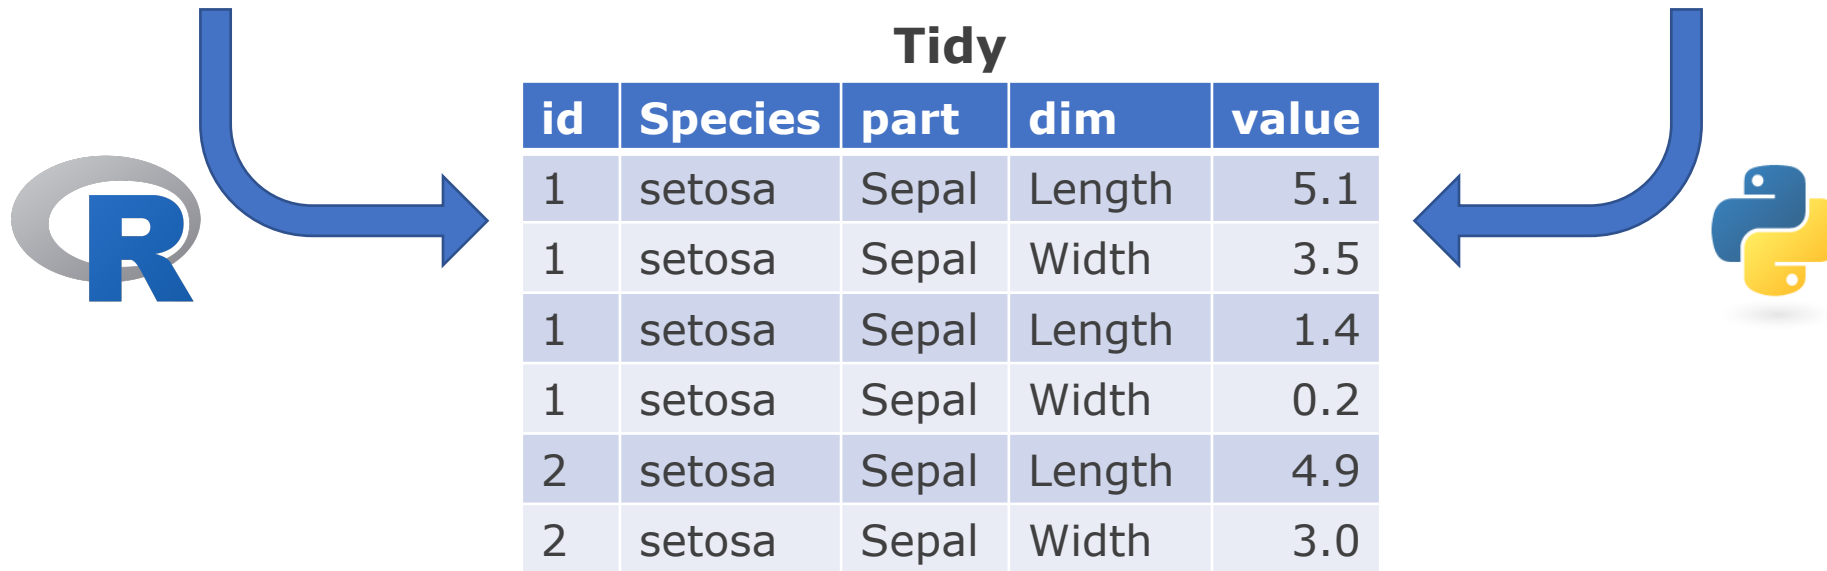 Tidy
id Species part dim value
1 setosa Sepal Length 5.1
1 setosa Sepal Width 3.5
1 setosa Sepal Length 1.4
1 setosa Sepal Width 0.2
2 setosa Sepal Length 4.9
2 setosa Sepal Width 3.0
R